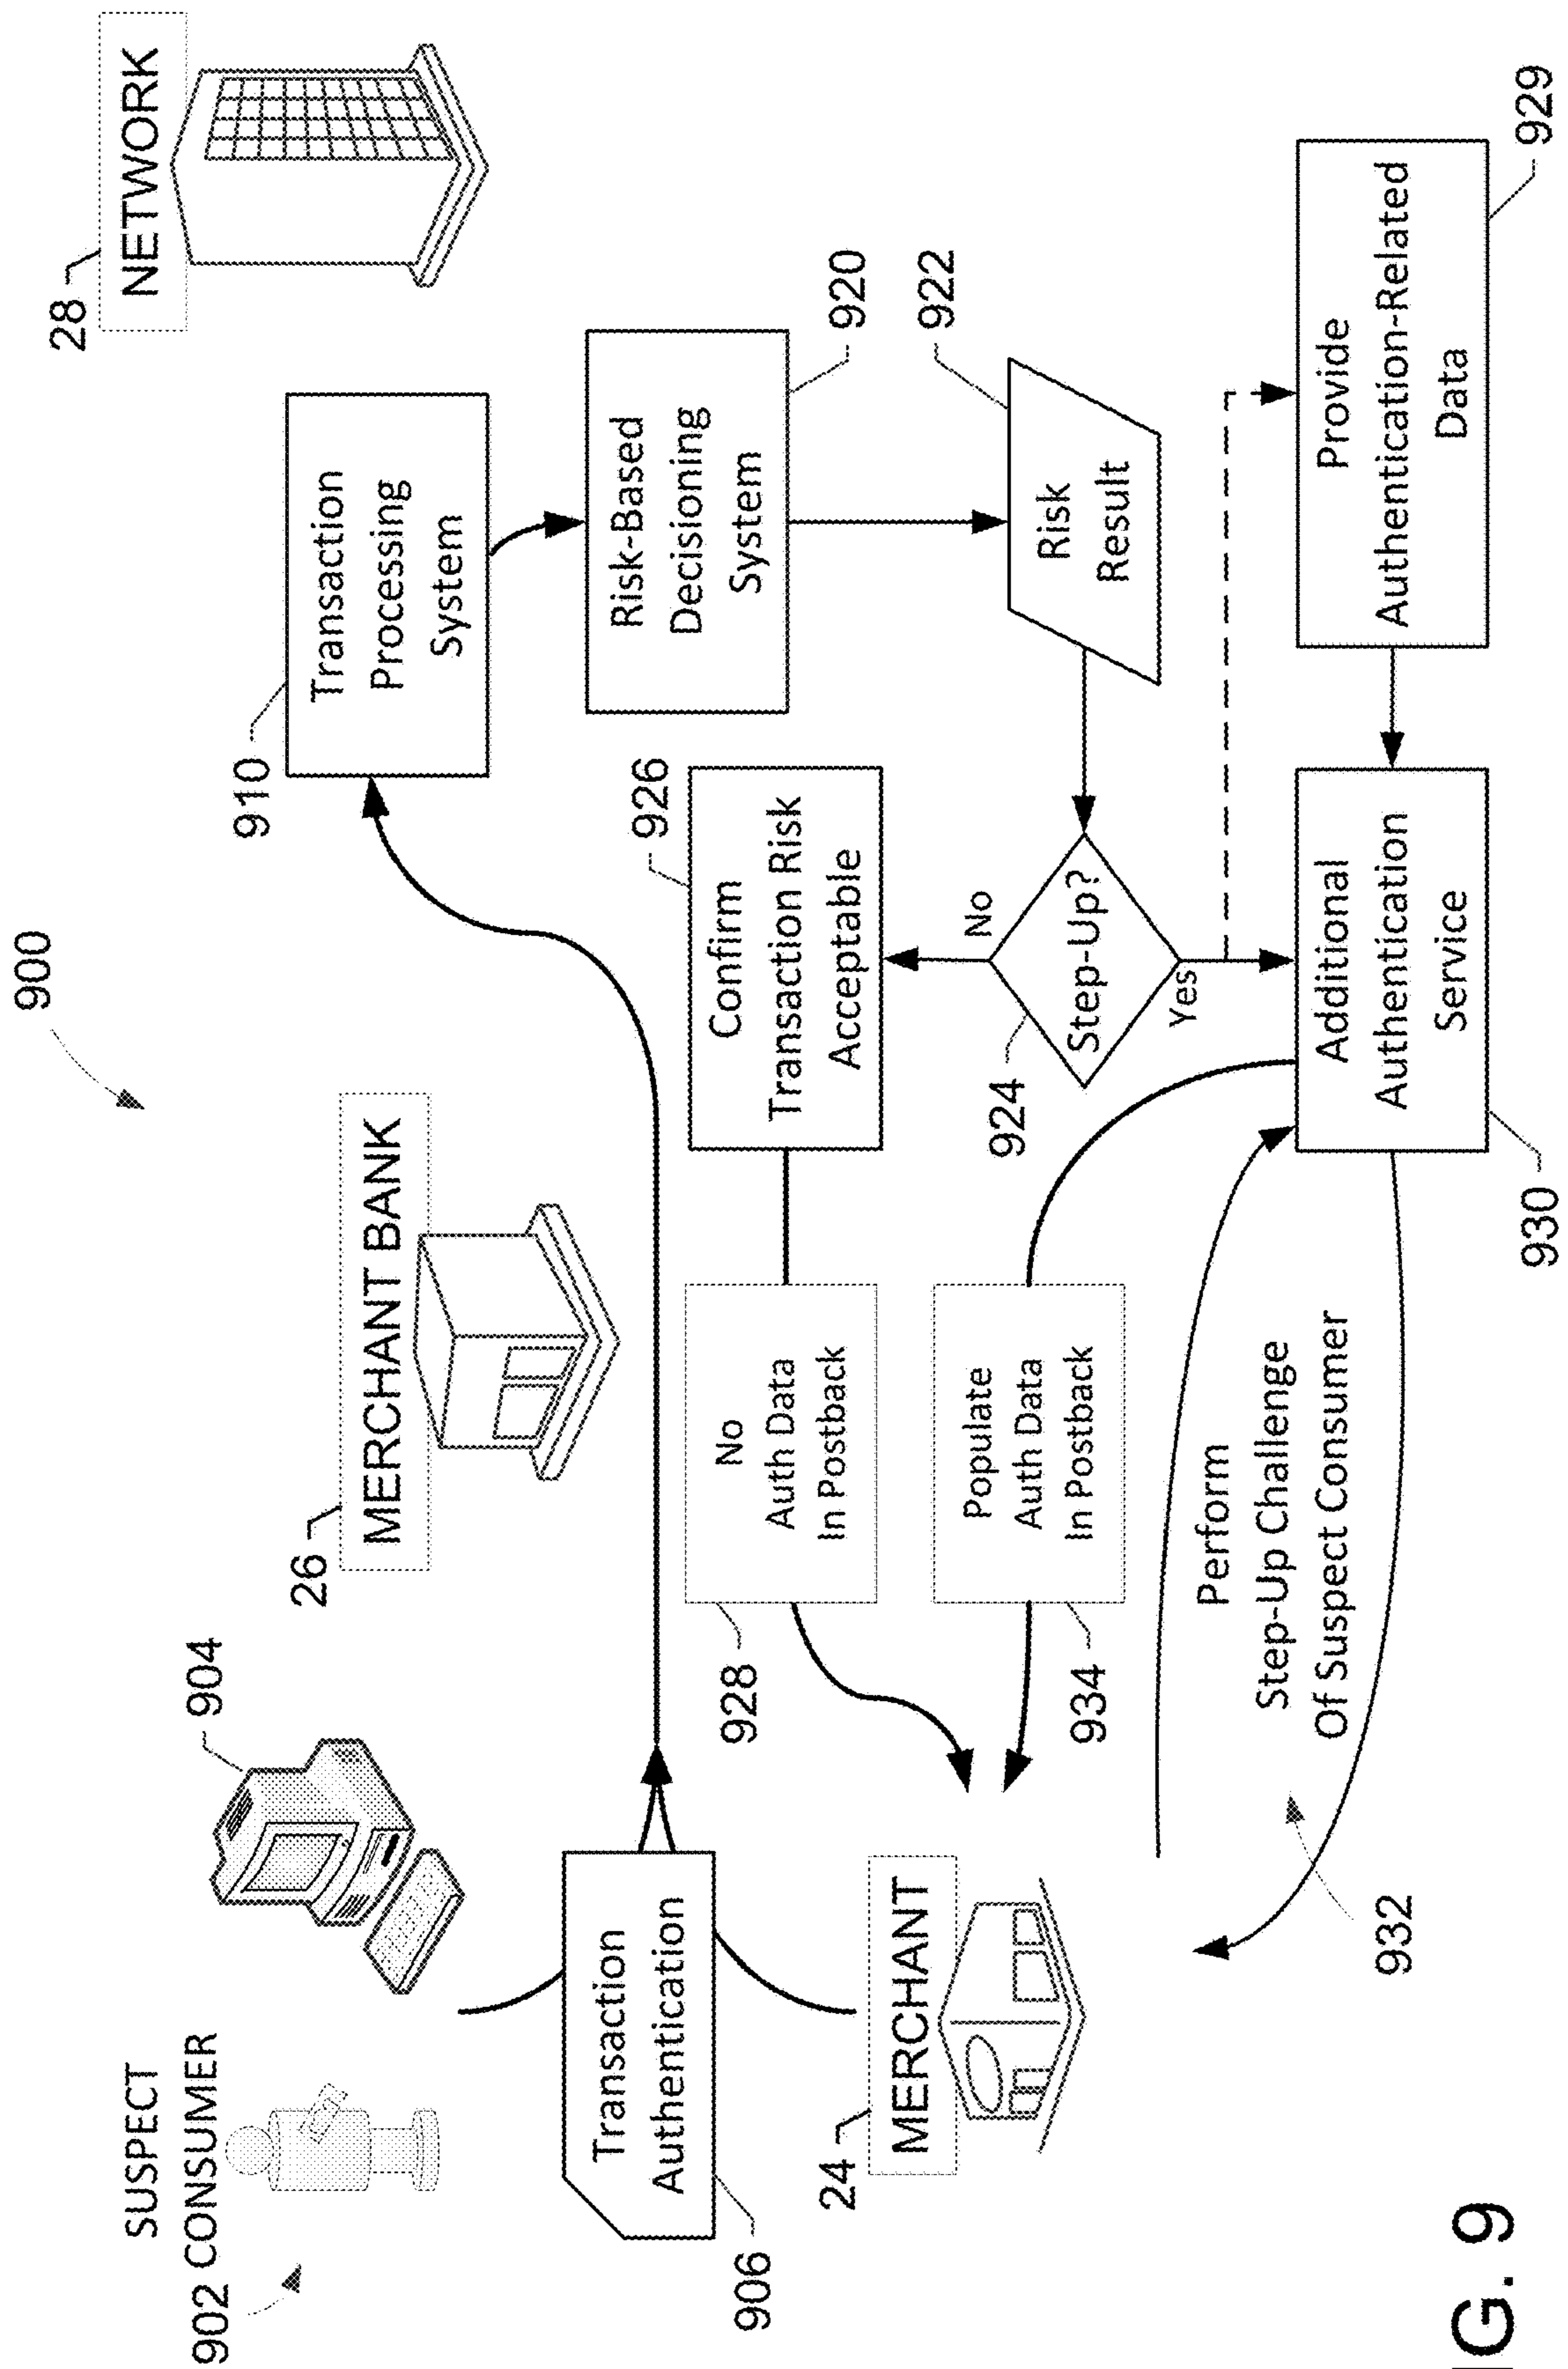 900
28
NETWORK
SUSPECT
902 CONSUMER
904
26
MERCHANT BANK
910
Transaction
Processing
System
906
Transaction
Authentication
Risk-Based
Decisioning
System
920
926
Confirm
Transaction Risk
Acceptable
928
No
Auth Data
In Postback
24
MERCHANT
922
Risk
Result
924
Step-Up?
No
Yes
934
Populate
Auth Data
In Postback
Perform
Step-Up Challenge
Of Suspect Consumer
932
Additional
Authentication
Service
930
Provide
Authentication-Related
Data
929
IG. 9